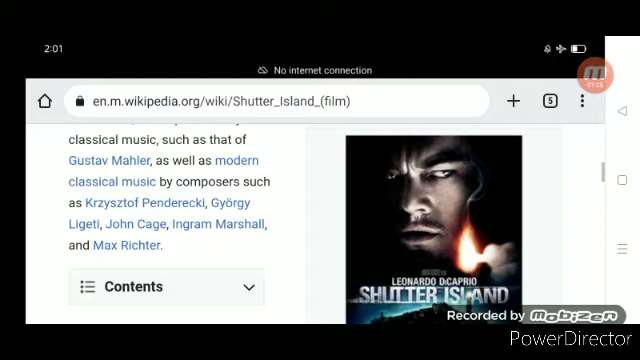 2:01
No internet connection
01:25
en.m.wikipedia.org/wiki/Shutter_Island_(film)
5
classical music, such as that of
Gustav Mahler, as well as modern
classical music by composers such
as Krzysztof Penderecki, György
Ligeti, John Cage, Ingram Marshall,
and Max Richter.
Contents
LEONARDO DiCAPRIO
SHUTTER ISLAND
Recorded by Mobizen
PowerDirector